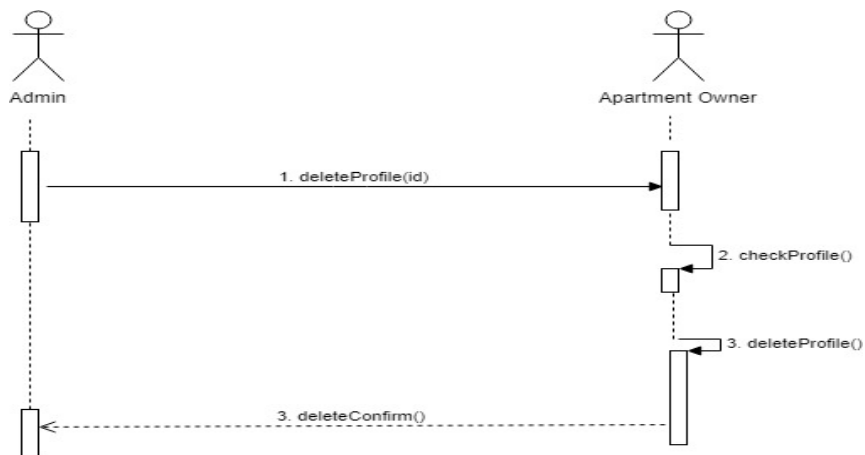 Admin
Apartment Owner
1. deleteProfile(id)
2. checkProfile()
3. deleteProfile()
3. deleteConfirm()